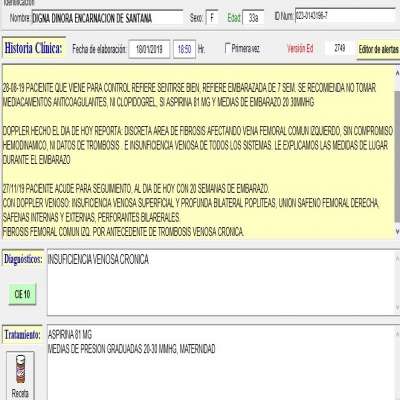 Identificación
Nombre: DIGNA DINORA ENCARNACION DE SANTANA Sexo: F Edad: 33a ID Num: 023-0143196-7
Historia Clínica: Fecha de elaboración: 18/01/2019 18:50 Hr. Primera vez Versión Ed 2749 Editor de alertas
28-08-19 PACIENTE QUE VIENE PARA CONTROL REFIERE SENTIRSE BIEN, REFIERE EMBARAZADA DE 7 SEM. SE RECOMENDA NO TOMAR
MEDIACAMENTOS ANTICOAGULANTES, NI CLOPIDOGREL, SI ASPIRINA 81 MG Y MEDIAS DE EMBARAZO 20 30MMHG
DOPPLER HECHO EL DIA DE HOY REPORTA: DISCRETA AREA DE FIBROSIS AFECTANDO VENA FEMORAL COMUN IZQUIERDO, SIN COMPROMISO
HEMODINAMICO, NI DATOS DE TROMBOSIS . E INSUNFICENCIA VENOSA DE TODOS LOS SISTEMAS. LE EXPLICAMOS LAS MEDIDAS DE LUGAR
DURANTE EL EMBARAZO
27/11/19 PACIENTE ACUDE PARA SEGUIMIENTO, AL DIA DE HOY CON 20 SEMANAS DE EMBARAZO.
CON DOPPLER VENOSO: INSUFICIENCIA VENOSA SUPERFICIAL Y PROFUNDA BILATERAL POPLITEAS, UNION SAFENO FEMORAL DERECHA,
SAFENAS INTERNAS Y EXTERNAS, PERFORANTES BILARERALES.
FIBROSIS FEMORAL COMUN IZQ. POR ANTECEDENTE DE TROMBOSIS VENOSA CRONICA.
Diagnósticos: INSUFICIENCIA VENOSA CRONICA
CIE 10
Tratamiento: ASPIRINA 81 MG
MEDIAS DE PRESION GRADUADAS 20-30 MMHG, MATERNIDAD
Receta